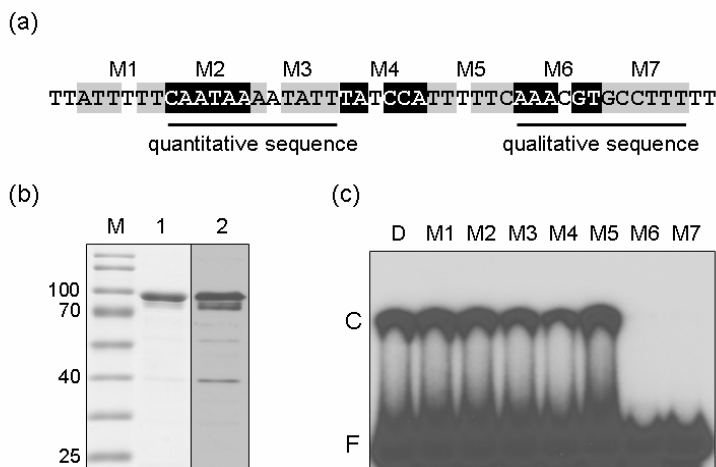 (a)
M1 M2 M3 M4 M5 M6 M7
TTATTTTTCAATAAAATATTTATCCATTTTTCAAACGTGCCTTTTT
quantitative sequence qualitative sequence
(b)
M 1 2
100
70
40
25
(c)
D M1 M2 M3 M4 M5 M6 M7
C
F